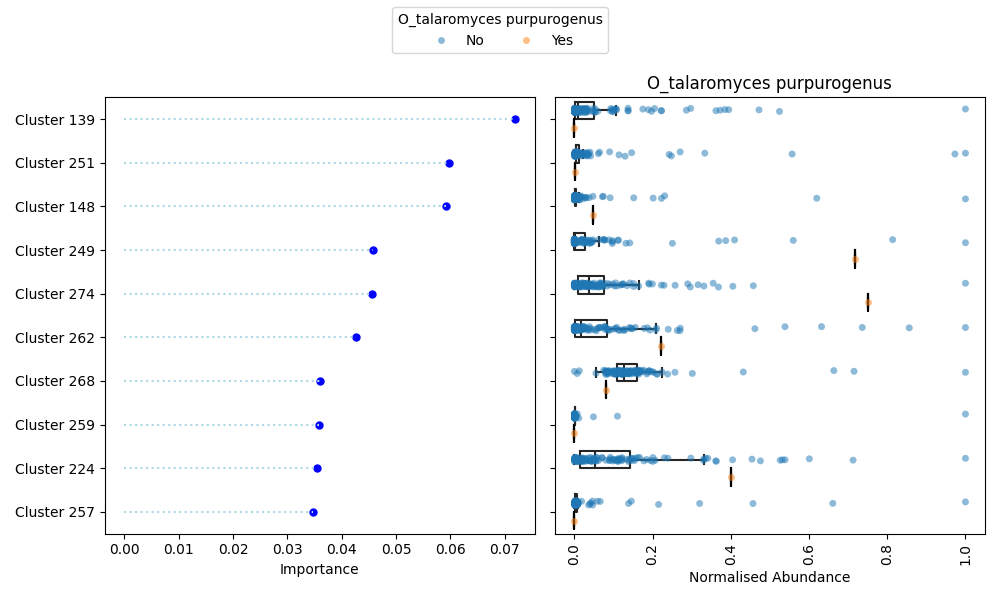 O_talaromyces purpurogenus
No Yes
O_talaromyces purpurogenus
Cluster 139
Cluster 251
Cluster 148
Cluster 249
Cluster 274
Cluster 262
Cluster 268
Cluster 259
Cluster 224
Cluster 257
0.00 0.01 0.02 0.03 0.04 0.05 0.06 0.07
Importance
0.0 0.2 0.4 0.6 0.8 1.0
Normalised Abundance